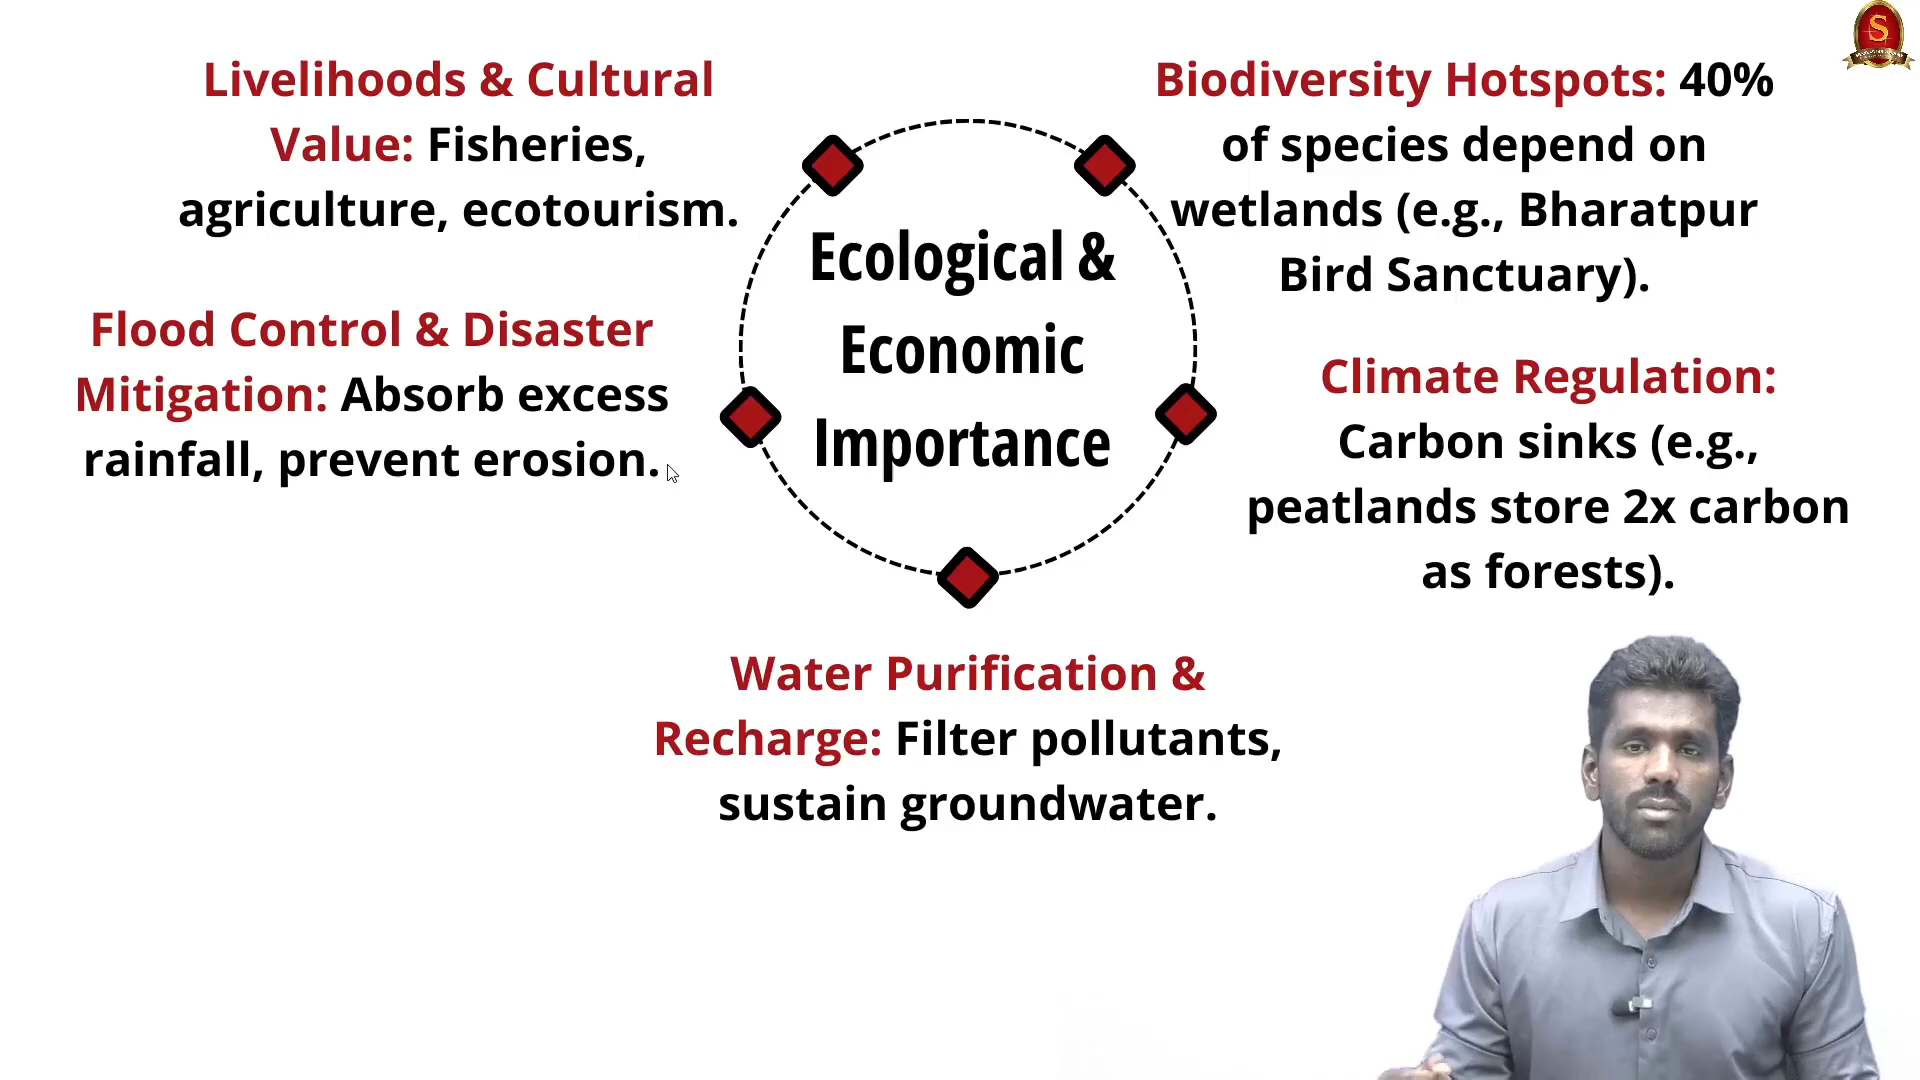 Livelihoods & Cultural
Value: Fisheries,
agriculture, ecotourism.
Flood Control & Disaster
Mitigation: Absorb excess
rainfall, prevent erosion.
Ecological &
Economic
Importance
Biodiversity Hotspots: 40%
of species depend on
wetlands (e.g., Bharatpur
Bird Sanctuary).
Climate Regulation:
Carbon sinks (e.g.,
peatlands store 2x carbon
as forests).
Water Purification &
Recharge: Filter pollutants,
sustain groundwater.
S